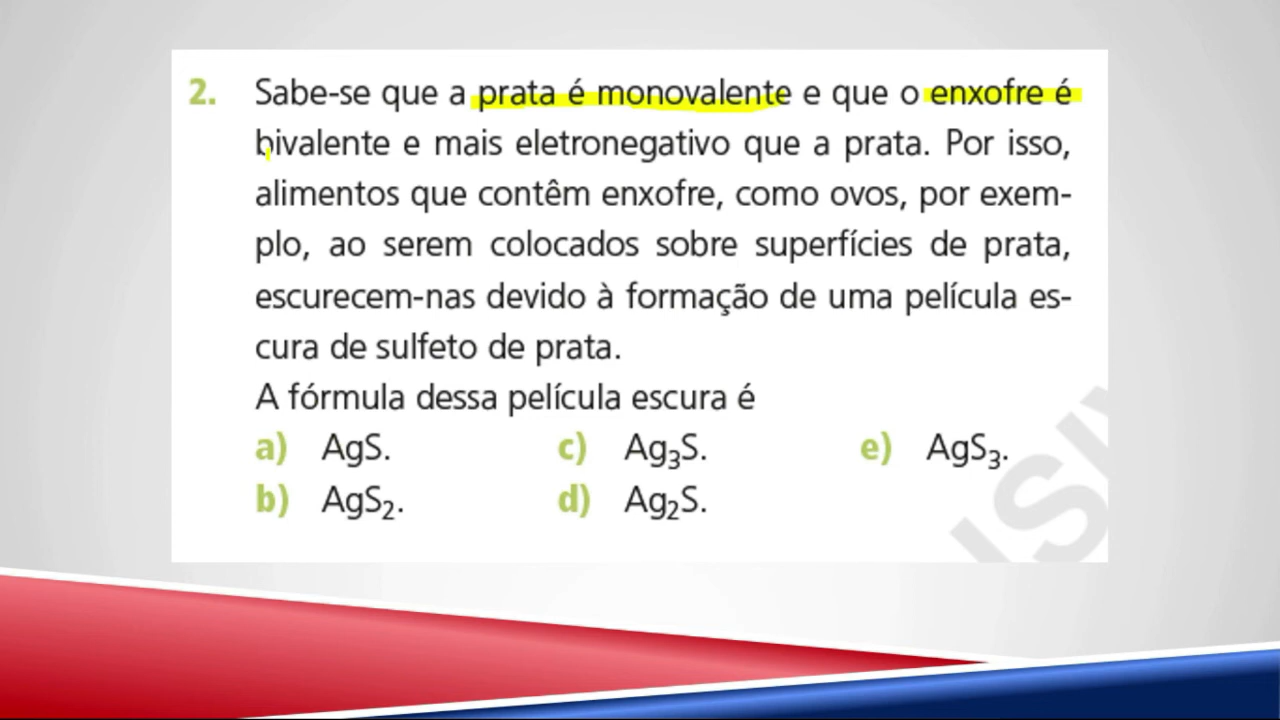 2. Sabe-se que a prata é monovalente e que o enxofre é
bivalente e mais eletronegativo que a prata. Por isso,
alimentos que contêm enxofre, como ovos, por exem-
plo, ao serem colocados sobre superfícies de prata,
escurecem-nas devido à formação de uma película es-
cura de sulfeto de prata.
A fórmula dessa película escura é
a) AgS. c) Ag₃S. e) AgS₃.
b) AgS₂. d) Ag₂S.